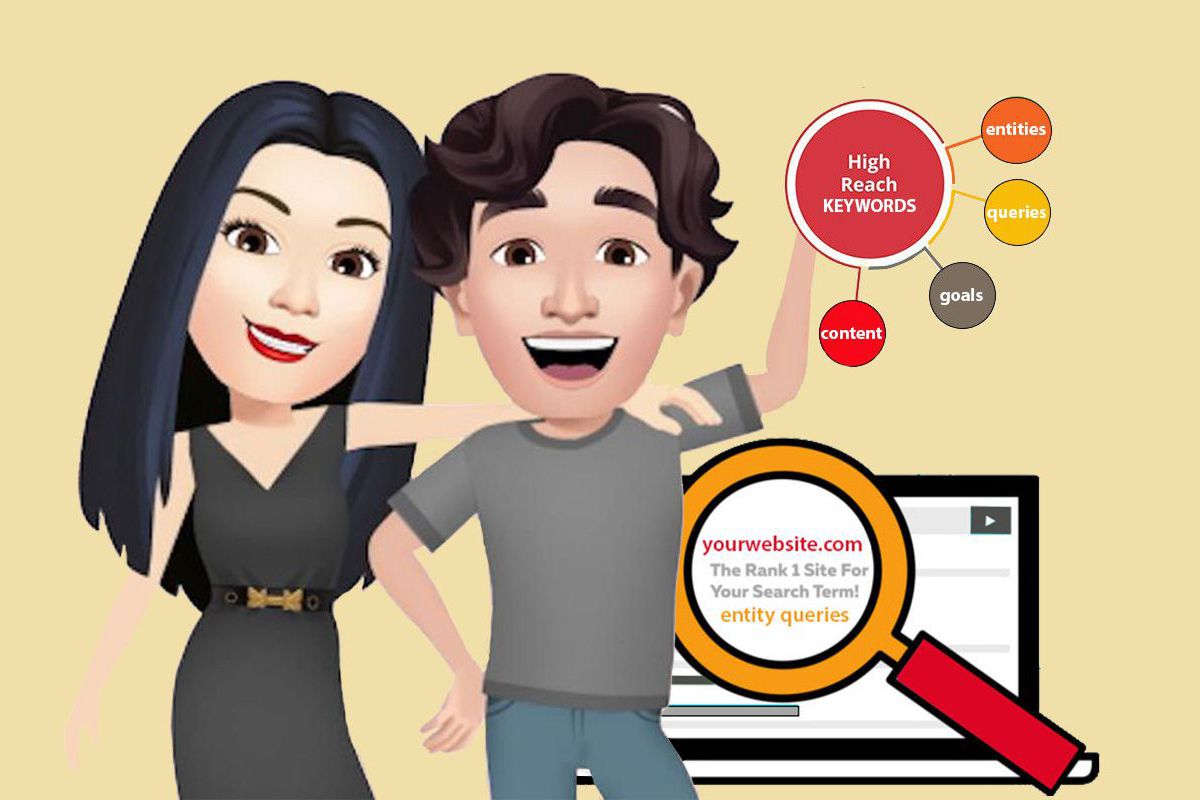 High
Reach
KEYWORDS
entities
queries
goals
content
yourwebsite.com
The Rank 1 Site For
Your Search Term!
entity queries